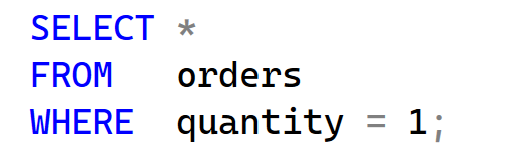 SELECT *
FROM   orders
WHERE  quantity = 1;